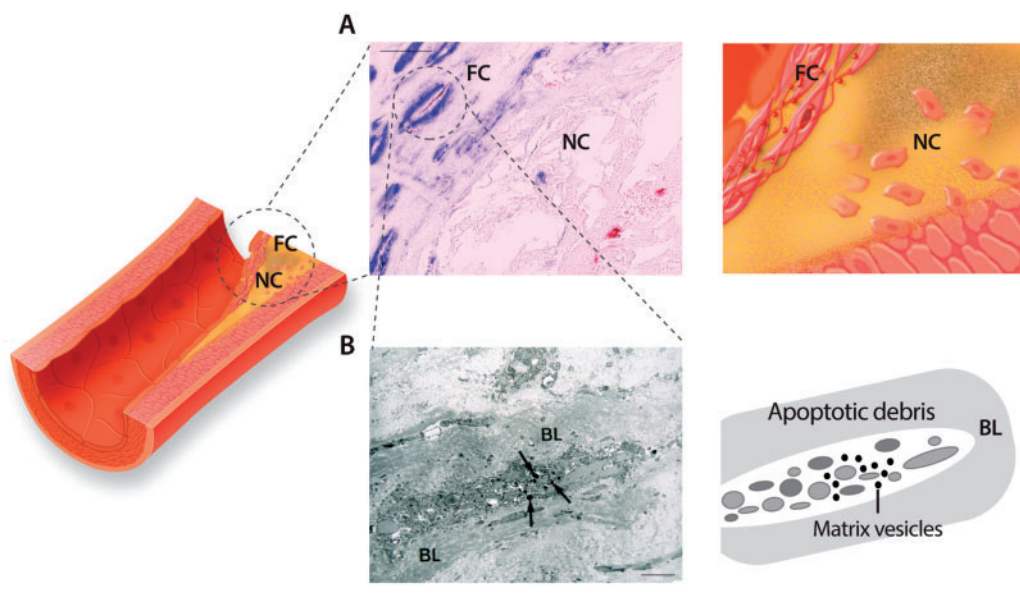 A
FC
NC
FC
NC
FC
NC
B
BL
BL
Apoptotic debris
BL
Matrix vesicles